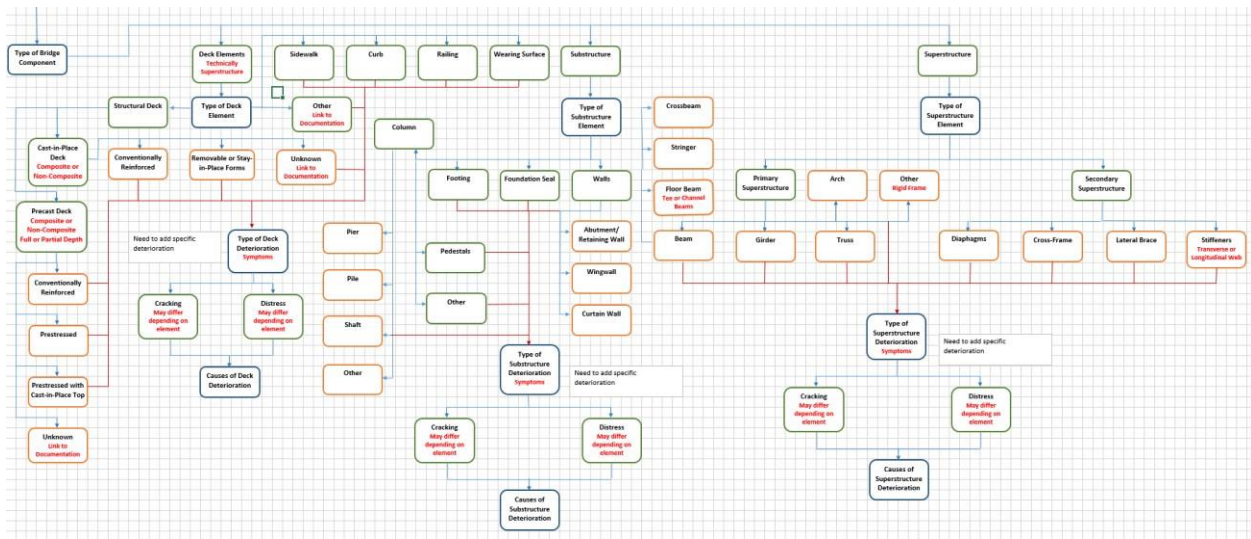 Type of Bridge
Component
Deck Elements
Technically
Superstructure
Sidewalk
Curb
Railing
Wearing Surface
Substructure
Superstructure
Structural Deck
Type of Deck
Element
Other
Link to
Documentation
Type of
Substructure
Element
Crossbeam
Type of
Superstructure
Element
Column
Cast-in-Place
Deck
Composite or
Non-Composite
Conventionally
Reinforced
Removable or Stay-
in-Place Forms
Unknown
Link to
Documentation
Stringer
Footing
Foundation Seal
Walls
Floor Beam
Tee or Channel
Beams
Primary
Superstructure
Arch
Other
Rigid Frame
Secondary
Superstructure
Precast Deck
Composite or
Non-Composite
Full or Partial Depth
Need to add specific
deterioration
Type of Deck
Deterioration
Symptoms
Pier
Pedestals
Abutment/
Retaining Wall
Beam
Girder
Truss
Diaphagms
Cross-Frame
Lateral Brace
Stiffeners
Transverse or
Longitudinal Web
Conventionally
Reinforced
Pile
Wingwall
Cracking
May differ
depending on
element
Distress
May differ
depending on
element
Other
Curtain Wall
Prestressed
Shaft
Type of
Superstructure
Deterioration
Symptoms
Need to add specific
deterioration
Type of
Substructure
Deterioration
Symptoms
Need to add specific
deterioration
Prestressed with
Cast-in-Place Top
Causes of Deck
Deterioration
Other
Cracking
May differ
depending on
element
Distress
May differ
depending on
element
Unknown
Link to
Documentation
Cracking
May differ
depending on
element
Distress
May differ
depending on
element
Causes of
Superstructure
Deterioration
Causes of
Substructure
Deterioration